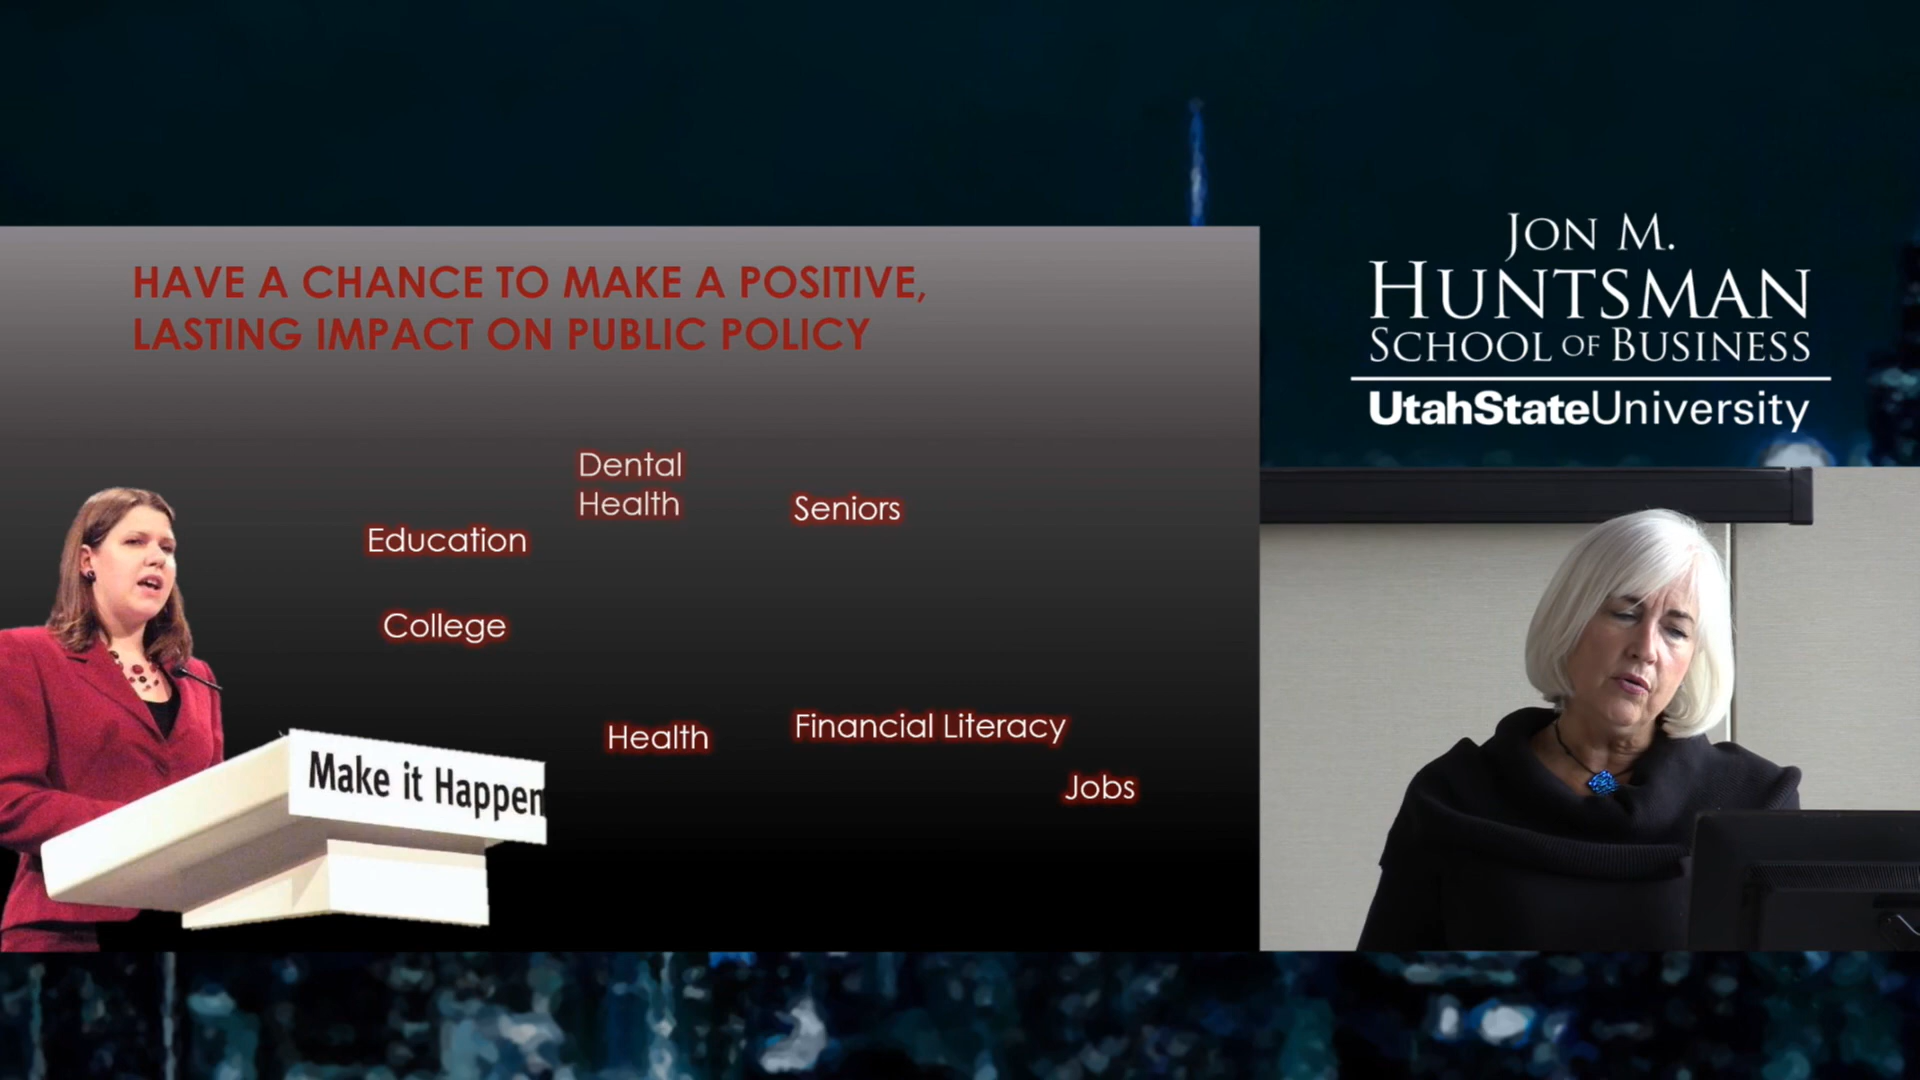 HAVE A CHANCE TO MAKE A POSITIVE,
LASTING IMPACT ON PUBLIC POLICY
Dental
Health
Seniors
Education
College
Health
Financial Literacy
Jobs
Make it Happen
JON M.
HUNTSMAN
SCHOOL OF BUSINESS
UtahStateUniversity